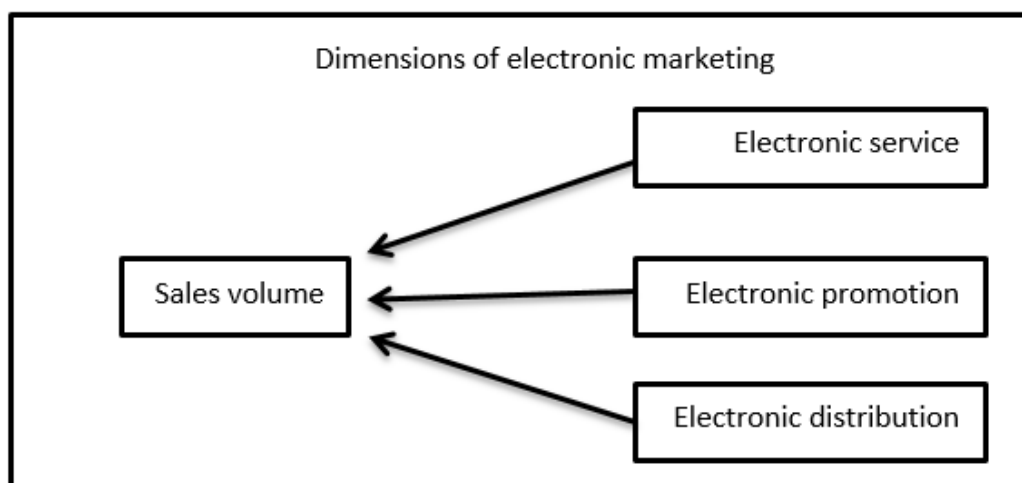 Dimensions of electronic marketing
Electronic service
Sales volume
Electronic promotion
Electronic distribution